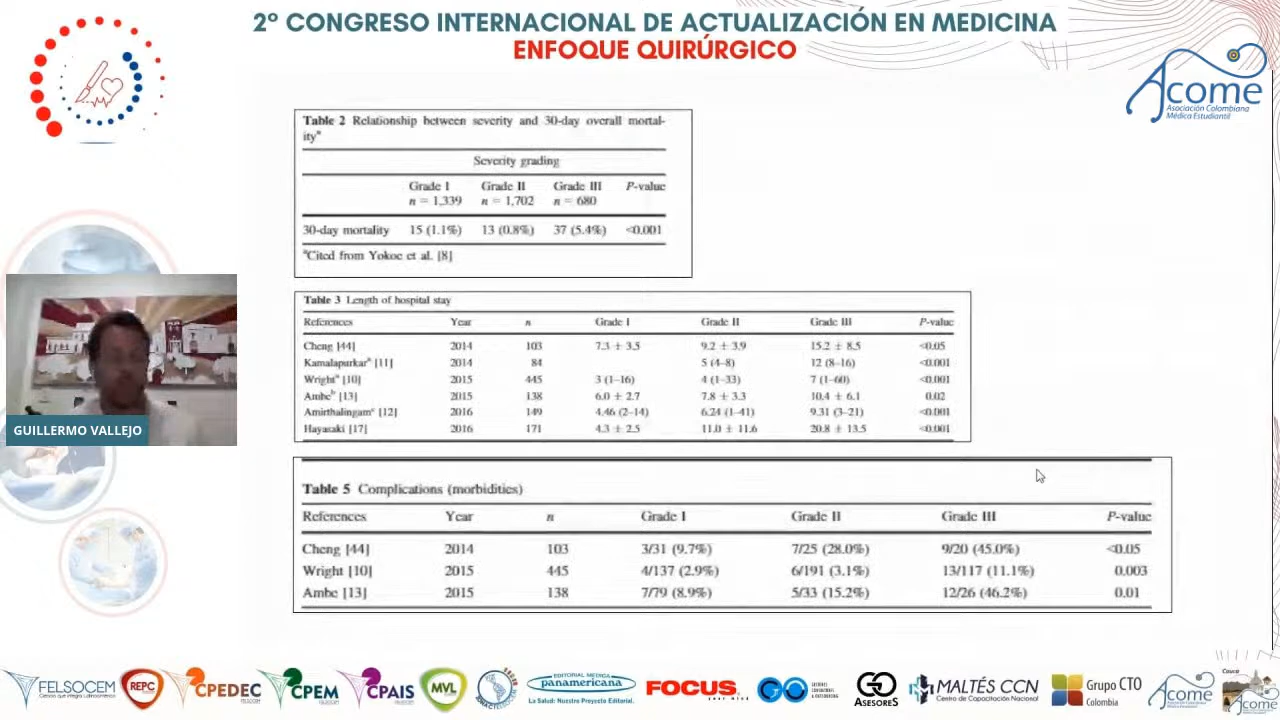 2° CONGRESO INTERNACIONAL DE ACTUALIZACIÓN EN MEDICINA
ENFOQUE QUIRÚRGICO
Acome
Asociación Colombiana
Médica Estudiantil
Table 2 Relationship between severity and 30-day overall mortal-
ity^a
Severity grading
Grade I Grade II Grade III P-value
n = 1,339 n = 1,702 n = 680
30-day mortality 15 (1.1%) 13 (0.8%) 37 (5.4%) <0.001
^aCited from Yokoe et al. [8]
Table 3 Length of hospital stay
References Year n Grade I Grade II Grade III P-value
Cheng [44] 2014 103 7.3 ± 3.5 9.2 ± 3.9 15.2 ± 8.5 <0.05
Kamalapurkar^a [11] 2014 84 5 (4–8) 12 (8–16) <0.001
Wright^a [10] 2015 445 3 (1–16) 4 (1–33) 7 (1–60) <0.001
Ambe^b [13] 2015 138 6.0 ± 2.7 7.8 ± 3.3 10.4 ± 6.1 0.02
Amirthalingam^c [12] 2016 149 4.46 (2–14) 6.24 (1–41) 9.31 (3–21) <0.001
Hayasaki [17] 2016 171 4.3 ± 2.5 11.0 ± 11.6 20.8 ± 13.5 <0.001
GUILLERMO VALLEJO
Table 5 Complications (morbidities)
References Year n Grade I Grade II Grade III P-value
Cheng [44] 2014 103 3/31 (9.7%) 7/25 (28.0%) 9/20 (45.0%) <0.05
Wright [10] 2015 445 4/137 (2.9%) 6/191 (3.1%) 13/117 (11.1%) 0.003
Ambe [13] 2015 138 7/79 (8.9%) 5/33 (15.2%) 12/26 (46.2%) 0.01
FELSOCEM
REPC
CPEDEC
CPEM
CPAIS
MVL
EDITORIAL MEDICA
panamericana
La Salud: Nuestro Proyecto Editorial.
FOCUS
GO
GO
ASESORES
MALTÉS CCN
Centro de Capacitación Nacional
Grupo CTO
Colombia
Acome
Cauca
Acome